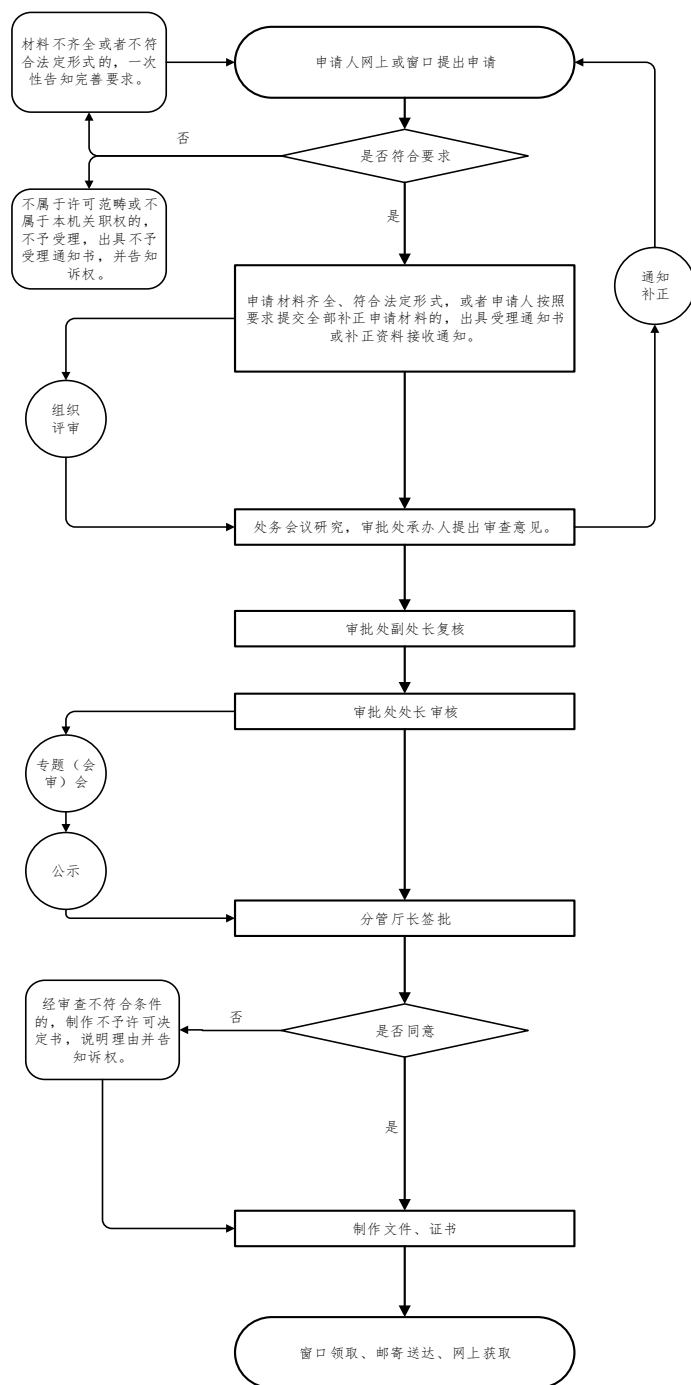 材料不齐全或者不符
合法定形式的，一次
性告知完善要求。
申请人网上或窗口提出申请
否
是否符合要求
不属于许可范畴或不
属于本机关职权的，
不予受理，出具不予
受理通知书，并告知
诉权。
是
通知
补正
申请材料齐全、符合法定形式，或者申请人按照
要求提交全部补正申请材料的，出具受理通知书
或补正资料接收通知。
组织
评审
处务会议研究，审批处承办人提出审查意见。
审批处副处长复核
审批处处长审核
专题（会
审）会
公示
分管厅长签批
经审查不符合条件
的，制作不予许可决
定书，说明理由并告
知诉权。
否
是否同意
是
制作文件、证书
窗口领取、邮寄送达、网上获取